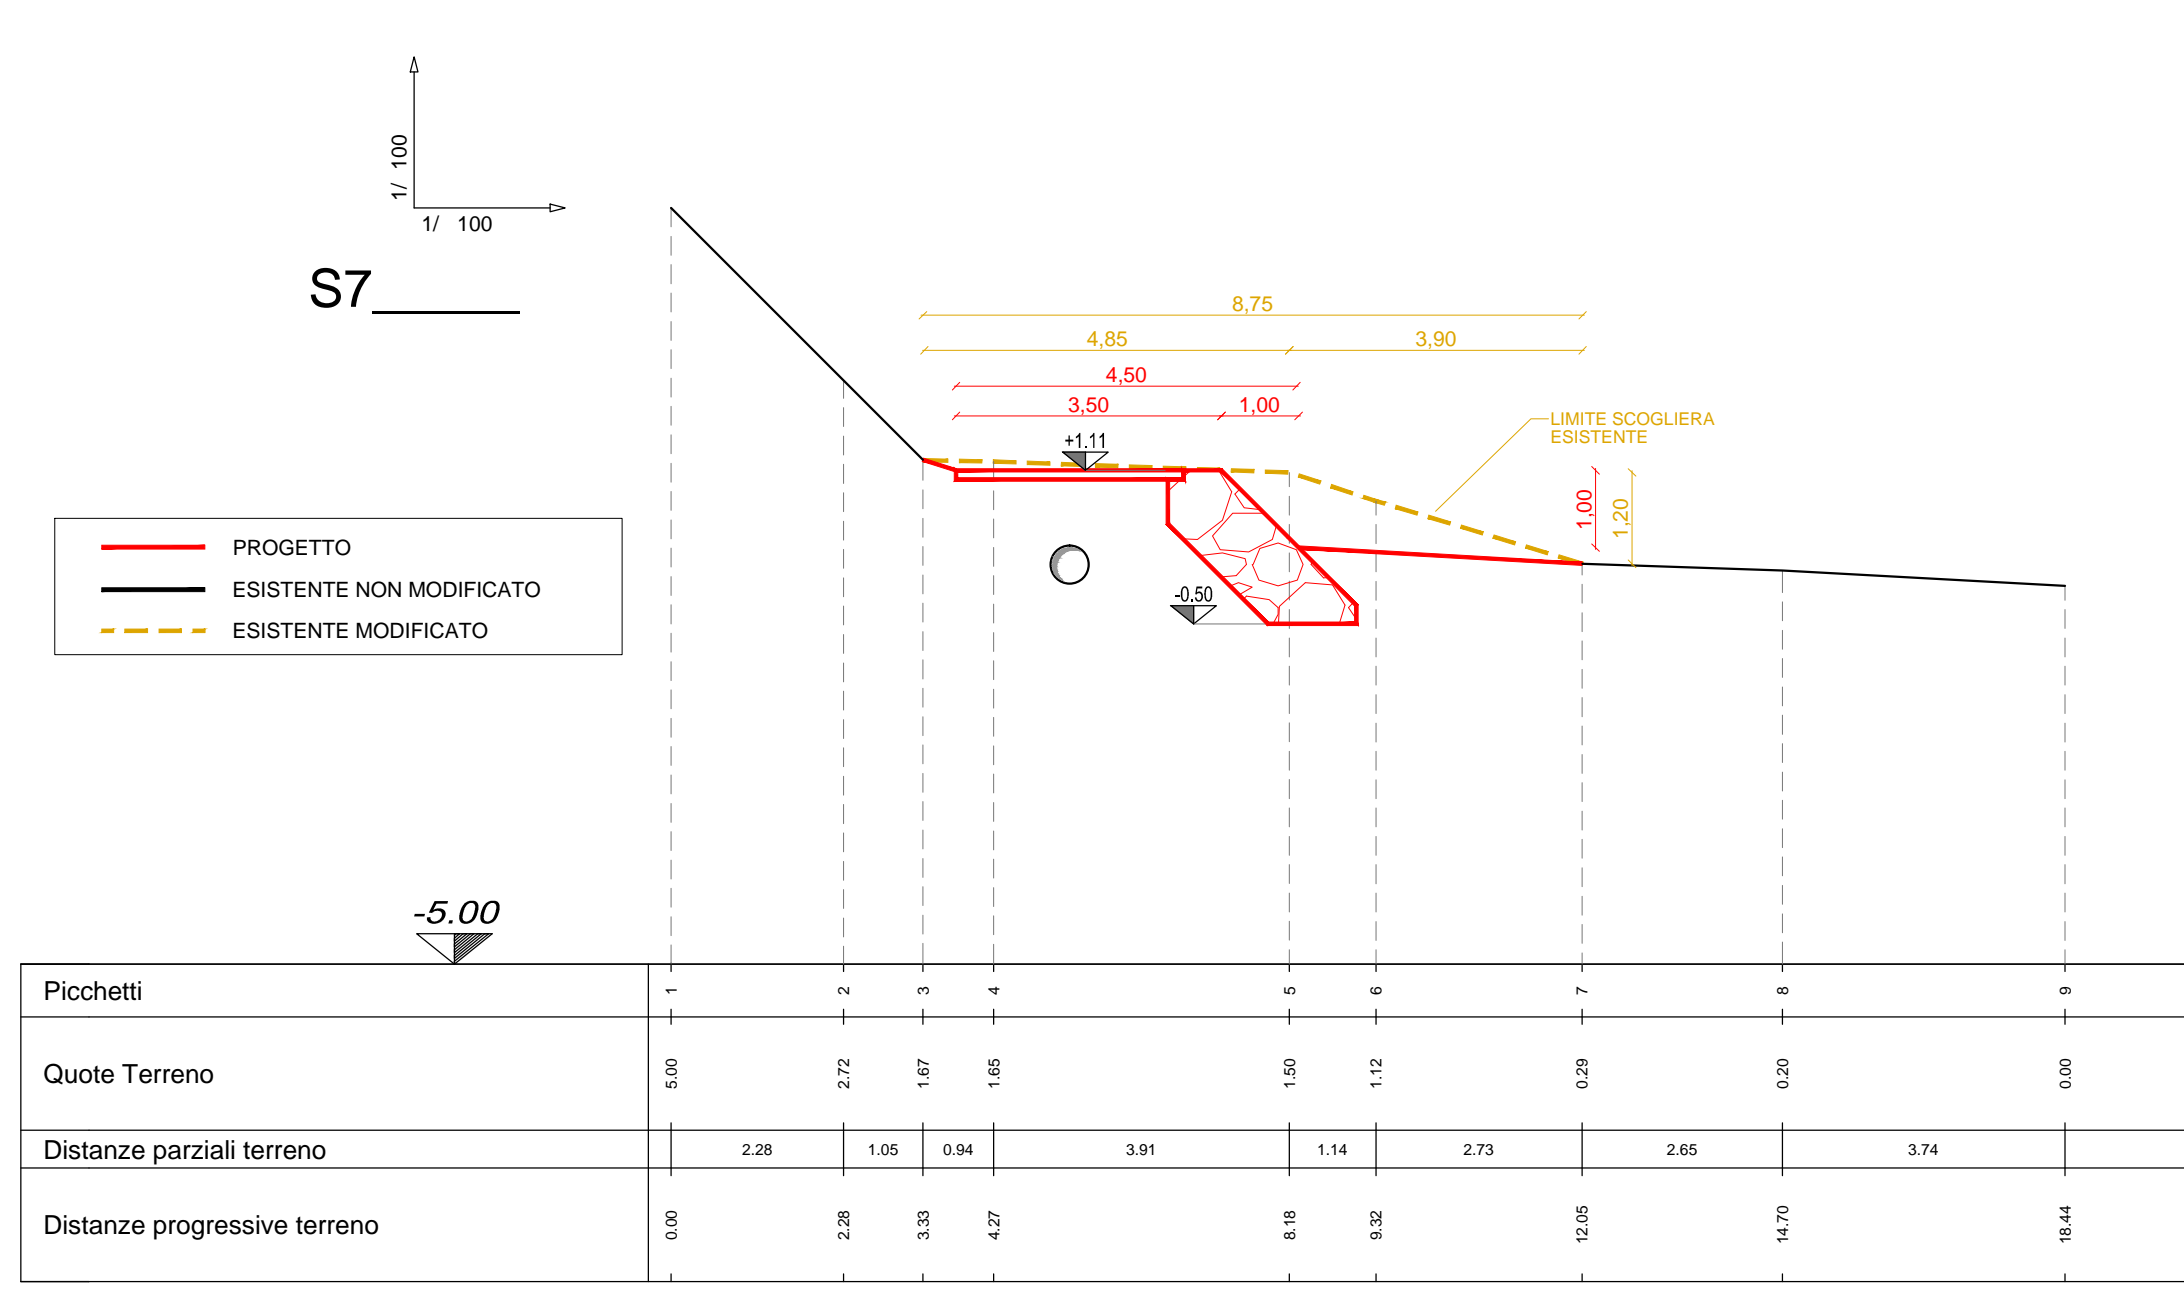 1/ 100
1/ 100
S7
8,75
4,85 3,90
4,50
3,50 1,00
+1.11
LIMITE SCOGLIERA
ESISTENTE
1,00
1,20
PROGETTO
ESISTENTE NON MODIFICATO
ESISTENTE MODIFICATO
-0.50
-5.00
Picchetti 1 2 3 4 5 6 7 8 9
Quote Terreno 5.00 2.72 1.67 1.65 1.50 1.12 0.29 0.20 0.00
Distanze parziali terreno 2.28 1.05 0.94 3.91 1.14 2.73 2.65 3.74
Distanze progressive terreno 0.00 2.28 3.33 4.27 8.18 9.32 12.05 14.70 18.44